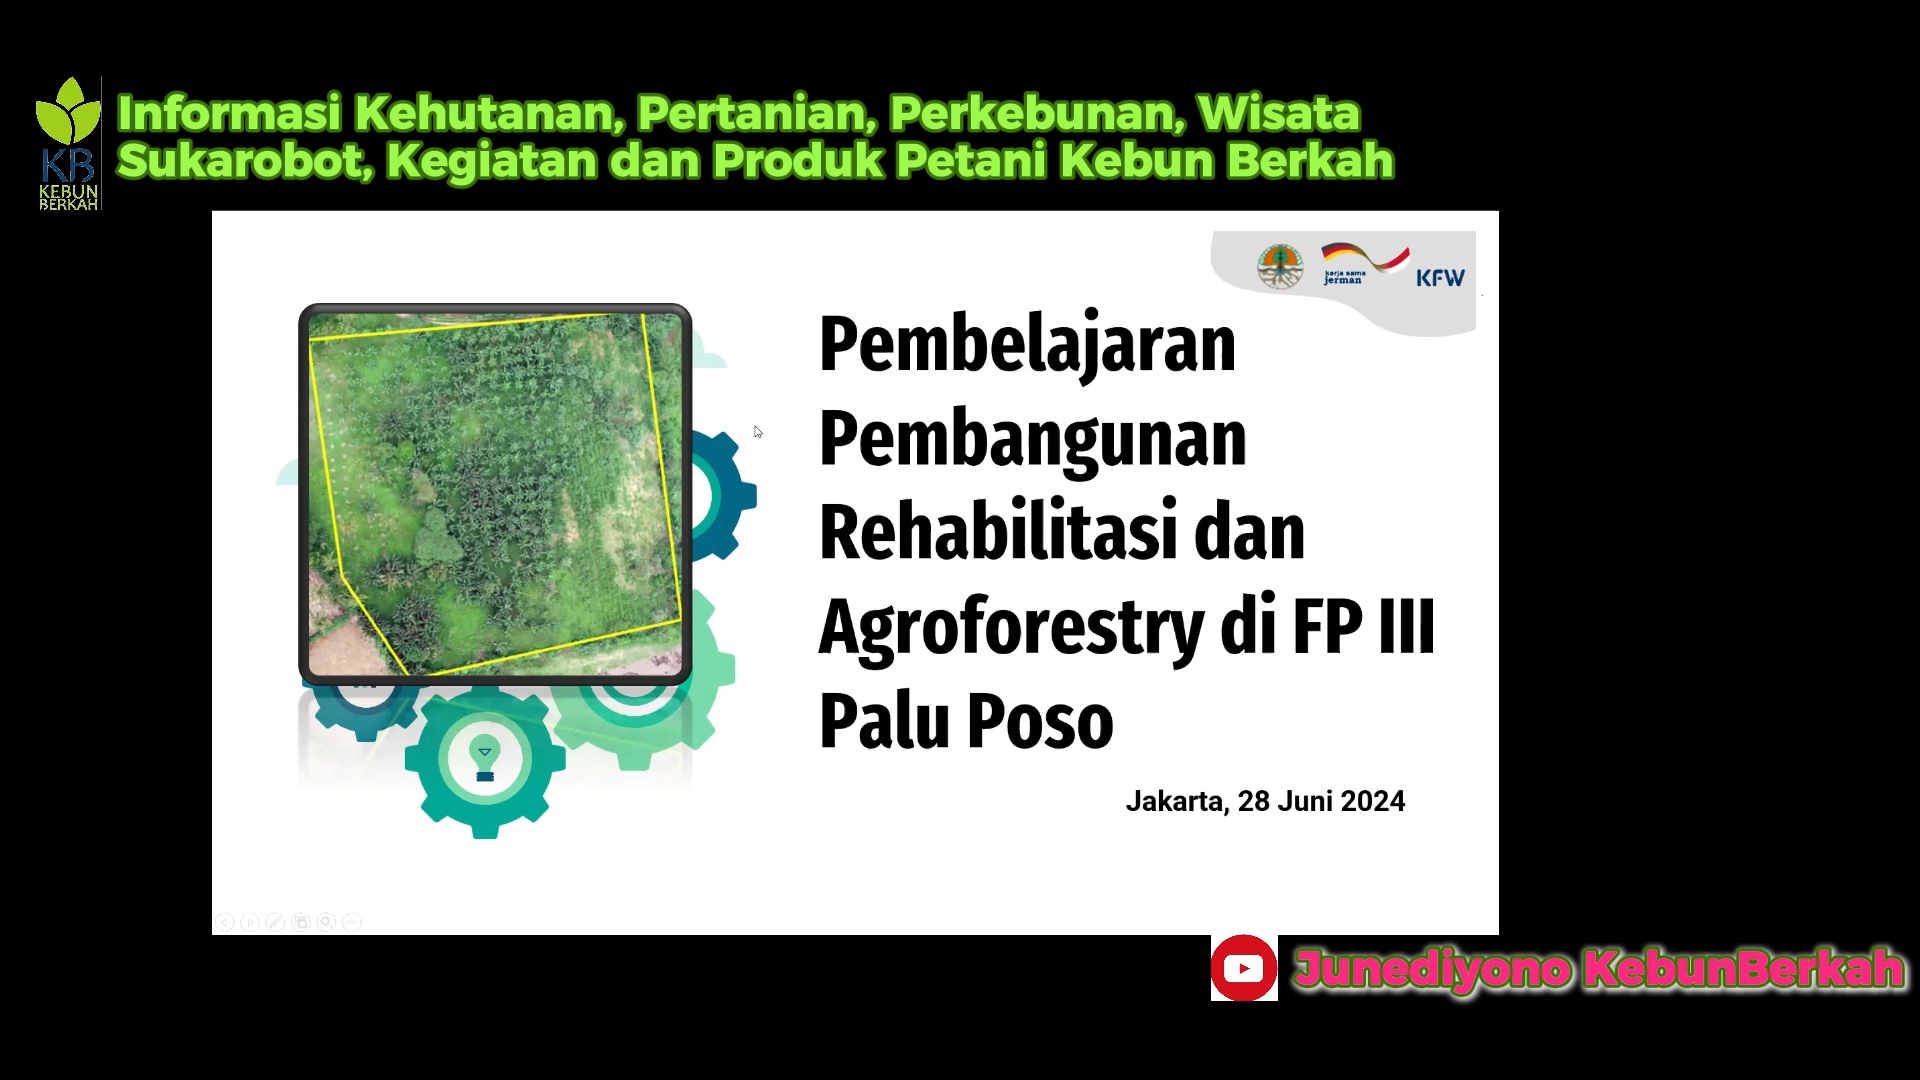 Informasi Kehutanan, Pertanian, Perkebunan, Wisata
Sukarobot, Kegiatan dan Produk Petani Kebun Berkah
KB
KEBUN
BERKAH
kerja sama
jerman
KFW
Pembelajaran
Pembangunan
Rehabilitasi dan
Agroforestry di FP III
Palu Poso
Jakarta, 28 Juni 2024
Junediyono KebunBerkah